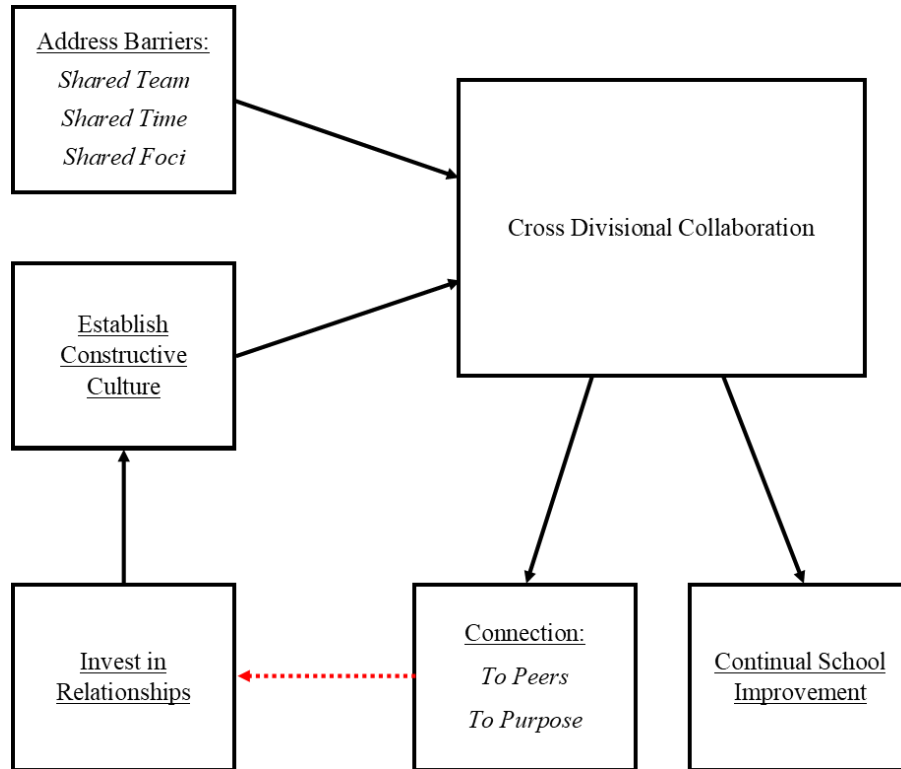 Address Barriers:
Shared Team
Shared Time
Shared Foci
Cross Divisional Collaboration
Establish
Constructive
Culture
Invest in
Relationships
Connection:
To Peers
To Purpose
Continual School
Improvement